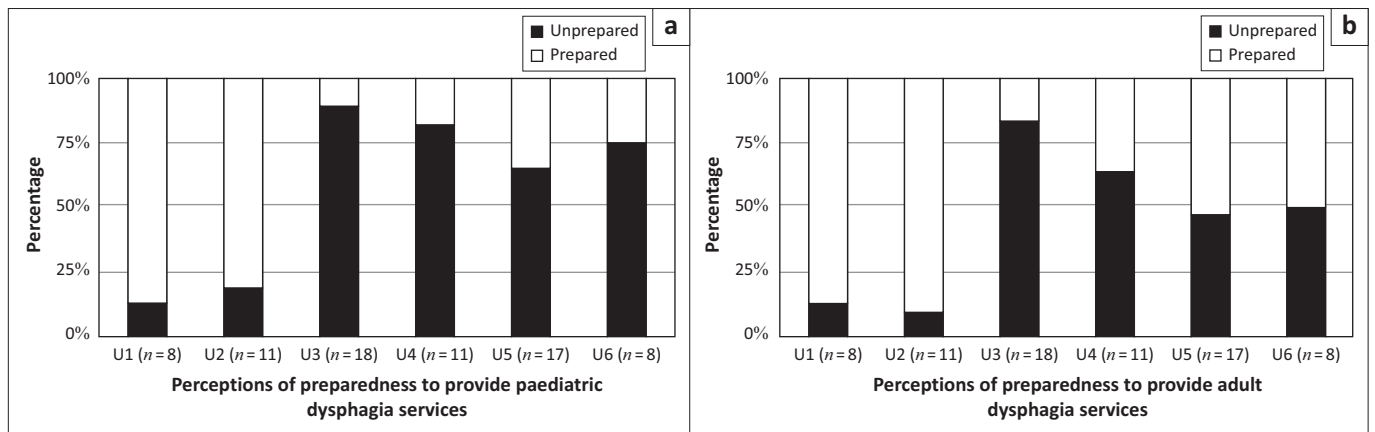 Unprepared
Prepared
a
100%
75%
50%
25%
0%
Percentage
U1 (n = 8)
U2 (n = 11)
U3 (n = 18)
U4 (n = 11)
U5 (n = 17)
U6 (n = 8)
Perceptions of preparedness to provide paediatric
dysphagia services
Unprepared
Prepared
b
100%
75%
50%
25%
0%
Percentage
U1 (n = 8)
U2 (n = 11)
U3 (n = 18)
U4 (n = 11)
U5 (n = 17)
U6 (n = 8)
Perceptions of preparedness to provide adult
dysphagia services